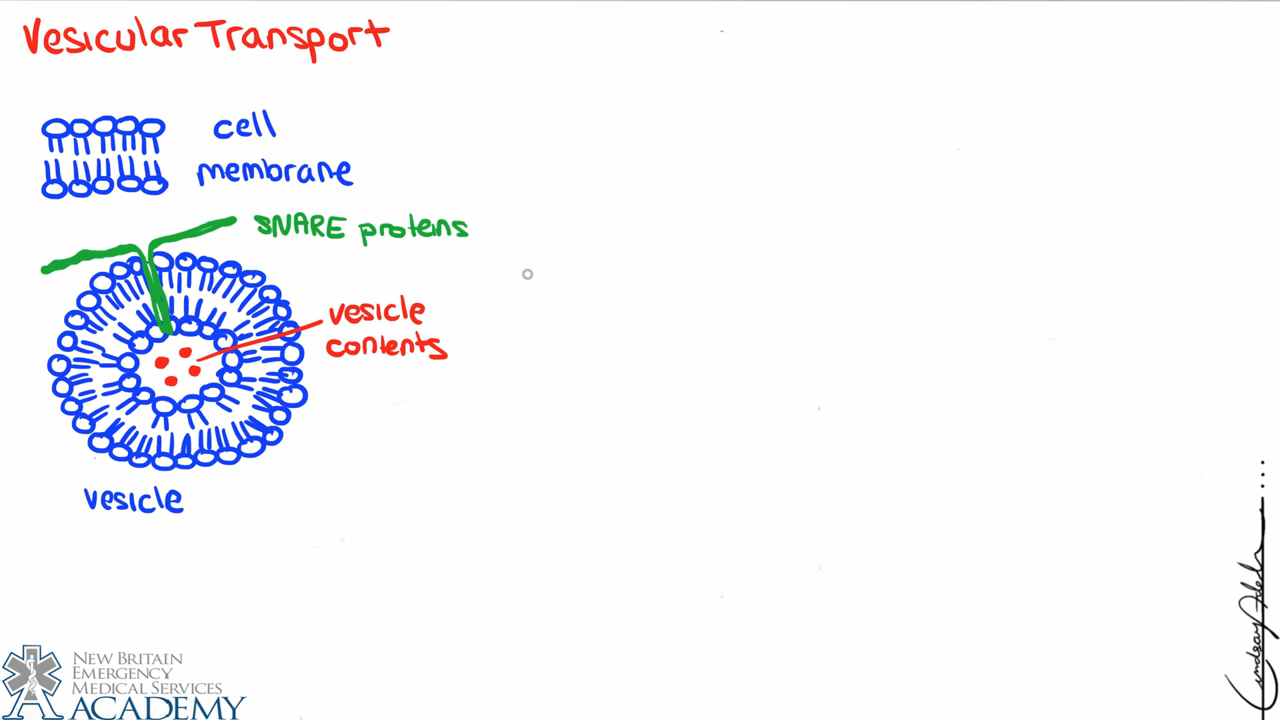 Vesicular Transport
cell
membrane
SNARE proteins
vesicle
contents
vesicle
NEW BRITAIN
EMERGENCY
MEDICAL SERVICES
ACADEMY